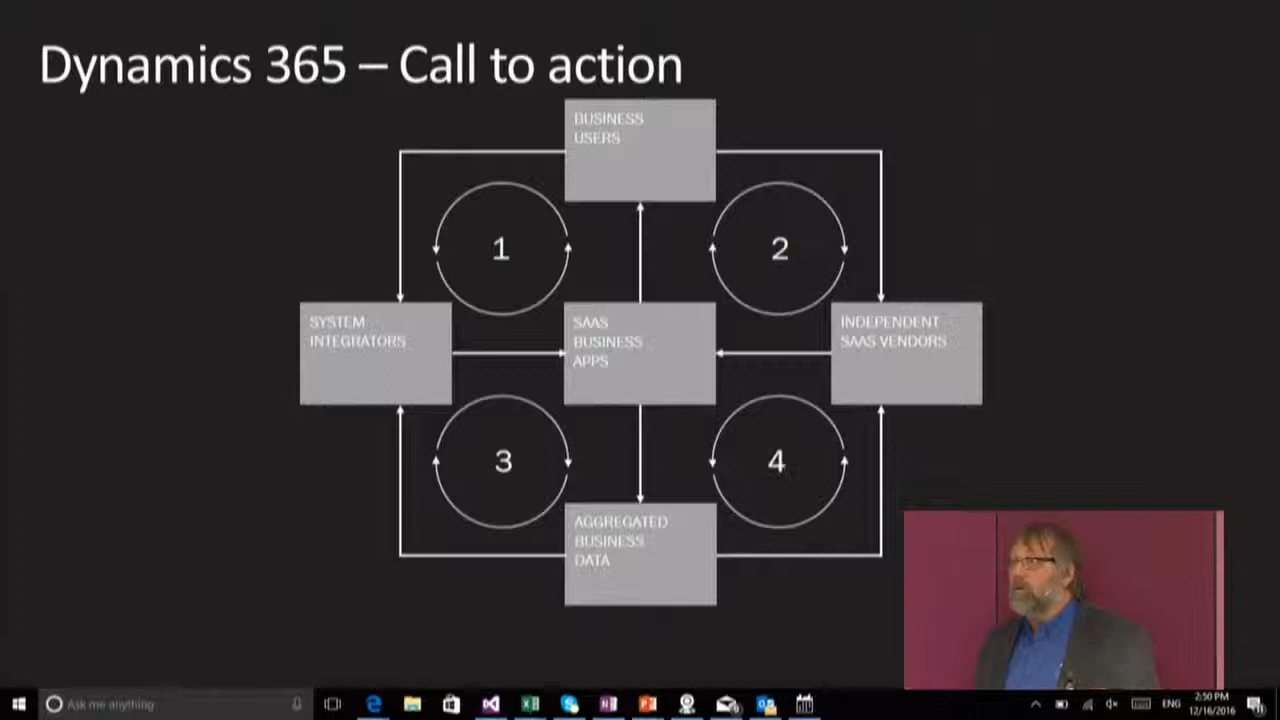 Dynamics 365 – Call to action
BUSINESS
USERS
1
2
SYSTEM
INTEGRATORS
SAAS
BUSINESS
APPS
INDEPENDENT
SAAS VENDORS
3
4
AGGREGATED
BUSINESS
DATA
Ask me anything
ENG
2:50 PM
12/16/2016